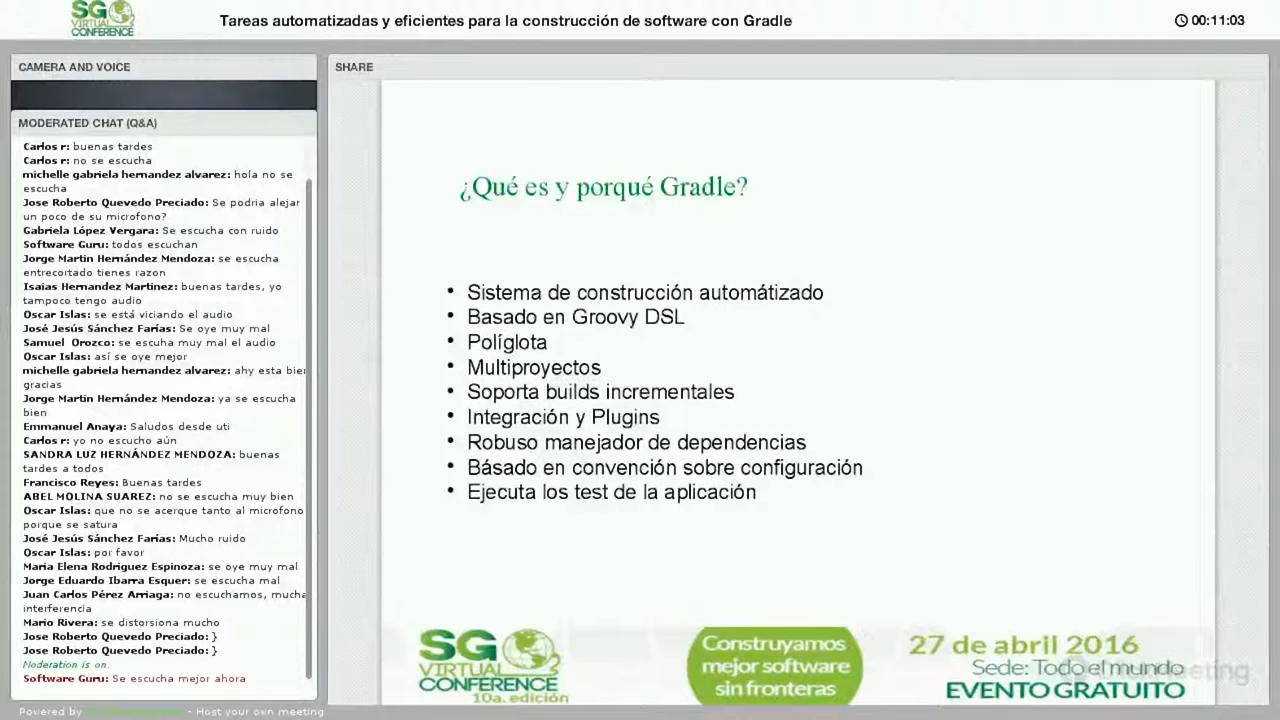 SG
VIRTUAL
CONFERENCE
Tareas automatizadas y eficientes para la construcción de software con Gradle
00:11:03
CAMERA AND VOICE
MODERATED CHAT (Q&A)
Carlos r: buenas tardes
Carlos r: no se escucha
michelle gabriela hernandez alvarez: hola no se
escucha
Jose Roberto Quevedo Preciado: Se podria alejar
un poco de su microfono?
Gabriela López Vergara: Se escucha con ruido
Software Guru: todos escuchan
Jorge Martin Hernández Mendoza: se escucha
entrecortado tienes razon
Isaias Hernandez Martinez: buenas tardes, yo
tampoco tengo audio
Oscar Islas: se está viciando el audio
José Jesús Sánchez Farías: Se oye muy mal
Samuel Orozco: se escuha muy mal el audio
Oscar Islas: así se oye mejor
michelle gabriela hernandez alvarez: ahy esta bien
gracias
Jorge Martin Hernández Mendoza: ya se escucha
bien
Emmanuel Anaya: Saludos desde uti
Carlos r: yo no escucho aún
SANDRA LUZ HERNÁNDEZ MENDOZA: buenas
tardes a todos
Francisco Reyes: Buenas tardes
ABEL MOLINA SUAREZ: no se escucha muy bien
Oscar Islas: que no se acerque tanto al microfono
porque se satura
José Jesús Sánchez Farías: Mucho ruido
Oscar Islas: por favor
Maria Elena Rodriguez Espinoza: se oye muy mal
Jorge Eduardo Ibarra Esquer: se escucha mal
Juan Carlos Pérez Arriaga: no escuchamos, mucha
interferencia
Mario Rivera: se distorsiona mucho
Jose Roberto Quevedo Preciado: }
Jose Roberto Quevedo Preciado: }
Moderation is on.
Software Guru: Se escucha mejor ahora
Powered by - Host your own meeting
SHARE
¿Qué es y porqué Gradle?
• Sistema de construcción automátizado
• Basado en Groovy DSL
• Políglota
• Multiproyectos
• Soporta builds incrementales
• Integración y Plugins
• Robuso manejador de dependencias
• Básado en convención sobre configuración
• Ejecuta los test de la aplicación
SG
VIRTUAL
CONFERENCE
10a. edición
Construyamos
mejor software
sin fronteras
27 de abril 2016
Sede: Todo el mundo
EVENTO GRATUITO